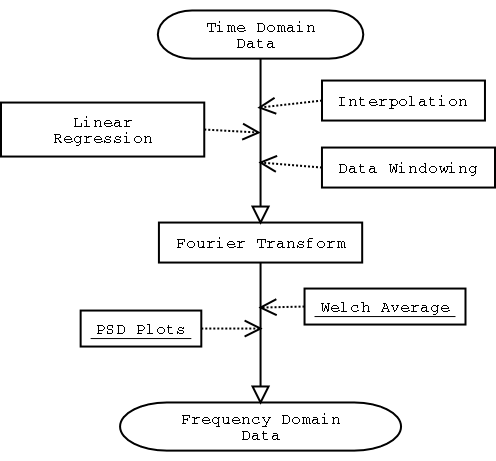 Time Domain
Data
Interpolation
Linear
Regression
Data Windowing
Fourier Transform
Welch Average
PSD Plots
Frequency Domain
Data